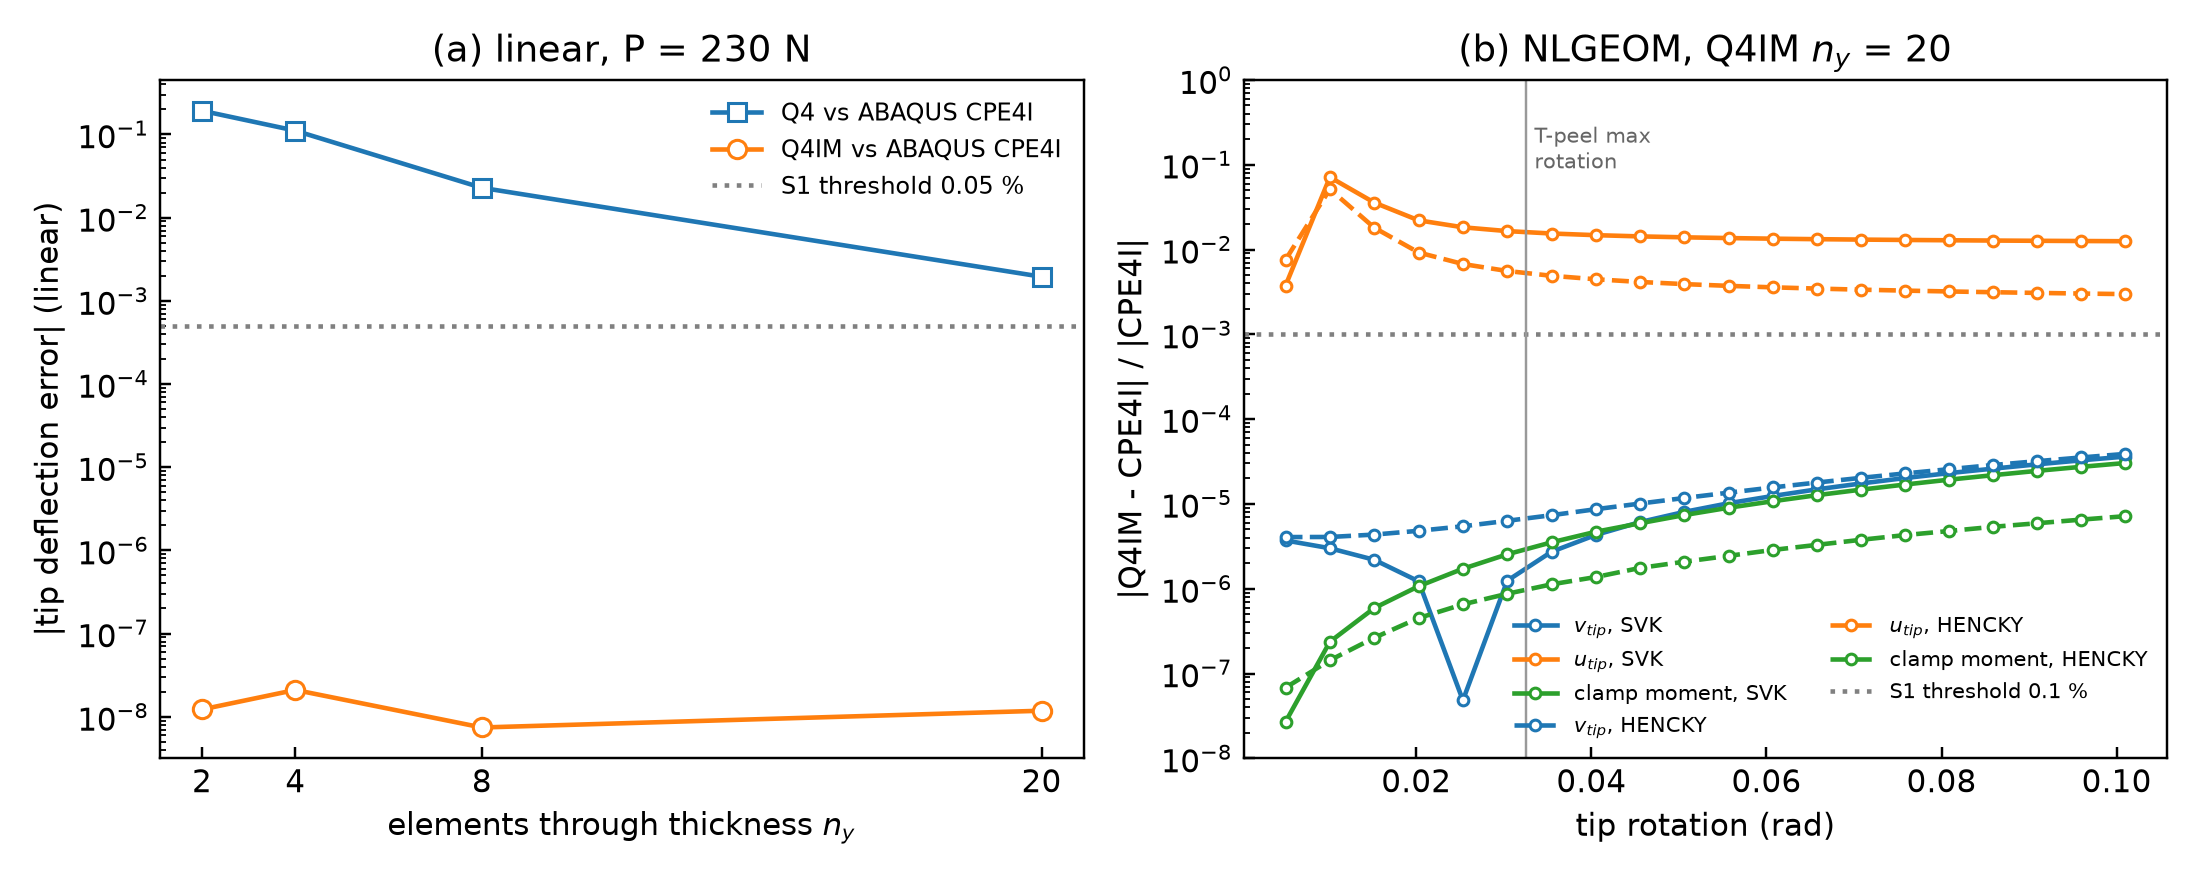 (a) linear, P = 230 N
|tip deflection error| (linear)
10⁻¹
10⁻²
10⁻³
10⁻⁴
10⁻⁵
10⁻⁶
10⁻⁷
10⁻⁸
Q4 vs ABAQUS CPE4I
Q4IM vs ABAQUS CPE4I
S1 threshold 0.05 %
2 4 8 20
elements through thickness n_y
(b) NLGEOM, Q4IM n_y = 20
|Q4IM - CPE4I| / |CPE4I|
10⁰
10⁻¹
10⁻²
10⁻³
10⁻⁴
10⁻⁵
10⁻⁶
10⁻⁷
10⁻⁸
T-peel max
rotation
v_tip, SVK
u_tip, SVK
clamp moment, SVK
v_tip, HENCKY
u_tip, HENCKY
clamp moment, HENCKY
S1 threshold 0.1 %
0.02 0.04 0.06 0.08 0.10
tip rotation (rad)